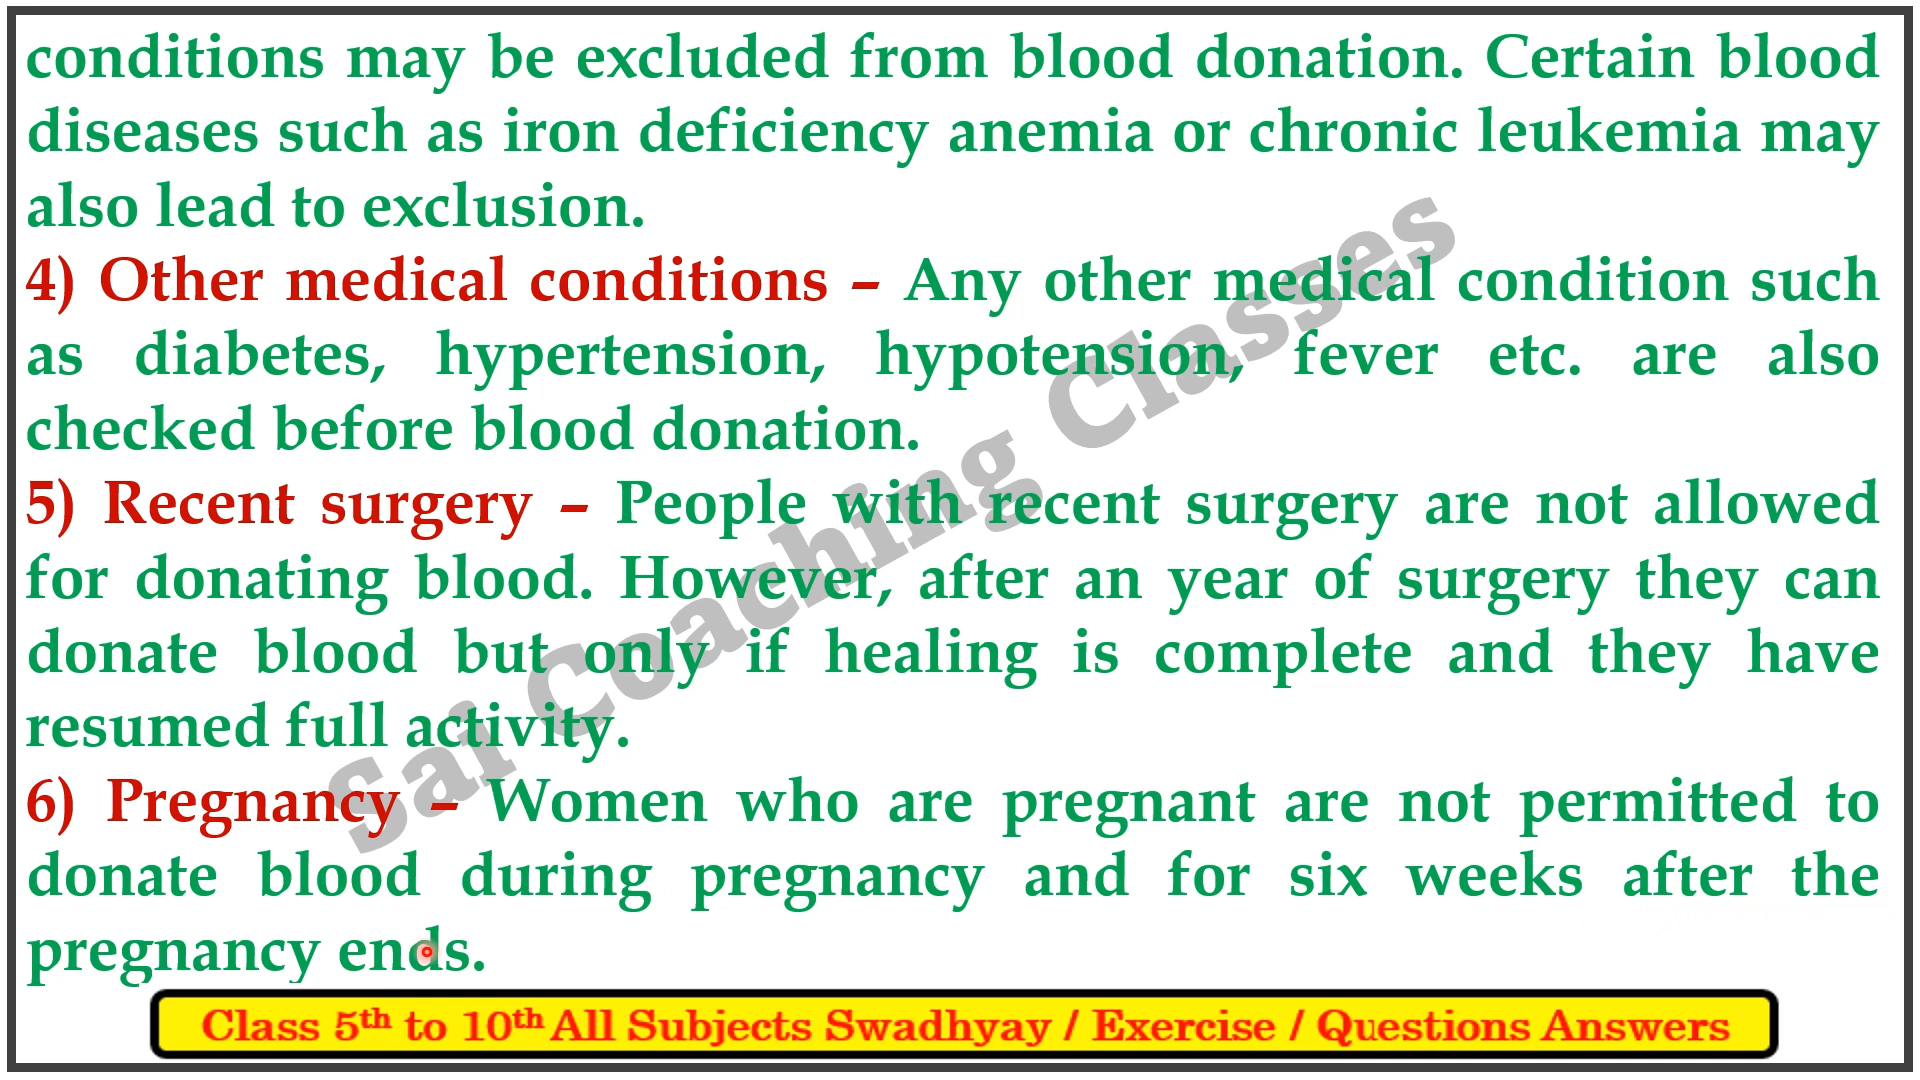 conditions may be excluded from blood donation. Certain blood
diseases such as iron deficiency anemia or chronic leukemia may
also lead to exclusion.
4) Other medical conditions – Any other medical condition such
as diabetes, hypertension, hypotension, fever etc. are also
checked before blood donation.
5) Recent surgery – People with recent surgery are not allowed
for donating blood. However, after an year of surgery they can
donate blood but only if healing is complete and they have
resumed full activity.
6) Pregnancy – Women who are pregnant are not permitted to
donate blood during pregnancy and for six weeks after the
pregnancy ends.
Sai Coaching Classes
Class 5th to 10th All Subjects Swadhyay / Exercise / Questions Answers